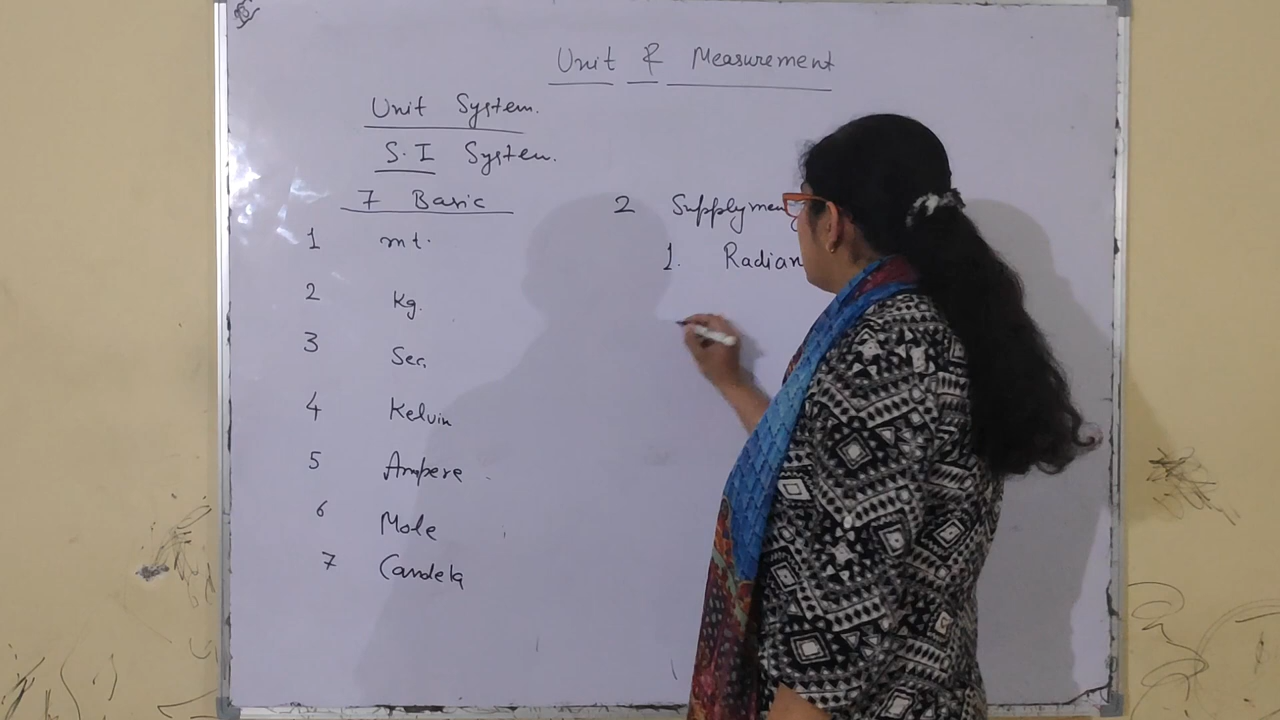 Unit & Measurement
Unit System.
S.I System.
7 Basic
1 mt.
2 Kg.
3 Sec.
4 Kelvin
5 Ampere
6 Mole
7 Candela
2 Supplymen
1. Radian